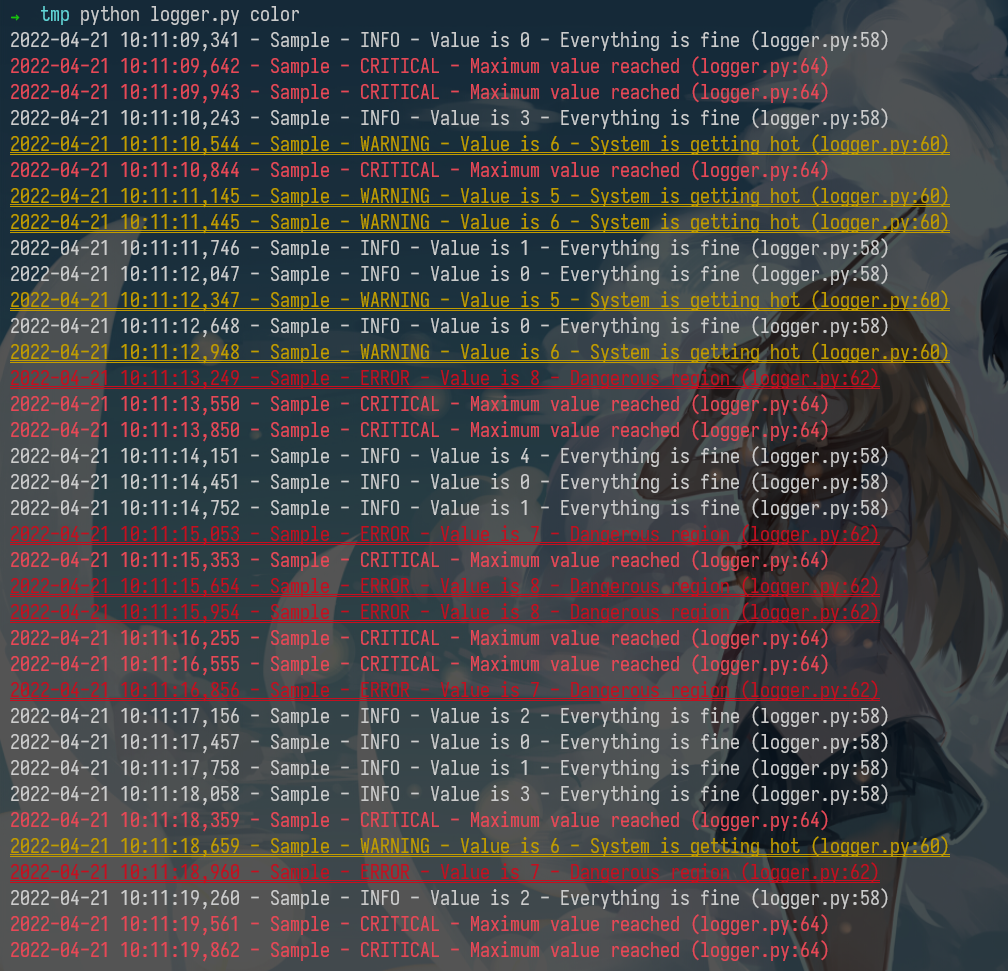 → tmp python logger.py color
2022-04-21 10:11:09,341 - Sample - INFO - Value is 0 - Everything is fine (logger.py:58)
2022-04-21 10:11:09,642 - Sample - CRITICAL - Maximum value reached (logger.py:64)
2022-04-21 10:11:09,943 - Sample - CRITICAL - Maximum value reached (logger.py:64)
2022-04-21 10:11:10,243 - Sample - INFO - Value is 3 - Everything is fine (logger.py:58)
2022-04-21 10:11:10,544 - Sample - WARNING - Value is 6 - System is getting hot (logger.py:60)
2022-04-21 10:11:10,844 - Sample - CRITICAL - Maximum value reached (logger.py:64)
2022-04-21 10:11:11,145 - Sample - WARNING - Value is 5 - System is getting hot (logger.py:60)
2022-04-21 10:11:11,445 - Sample - WARNING - Value is 6 - System is getting hot (logger.py:60)
2022-04-21 10:11:11,746 - Sample - INFO - Value is 1 - Everything is fine (logger.py:58)
2022-04-21 10:11:12,047 - Sample - INFO - Value is 0 - Everything is fine (logger.py:58)
2022-04-21 10:11:12,347 - Sample - WARNING - Value is 5 - System is getting hot (logger.py:60)
2022-04-21 10:11:12,648 - Sample - INFO - Value is 0 - Everything is fine (logger.py:58)
2022-04-21 10:11:12,948 - Sample - WARNING - Value is 6 - System is getting hot (logger.py:60)
2022-04-21 10:11:13,249 - Sample - ERROR - Value is 8 - Dangerous region (logger.py:62)
2022-04-21 10:11:13,550 - Sample - CRITICAL - Maximum value reached (logger.py:64)
2022-04-21 10:11:13,850 - Sample - CRITICAL - Maximum value reached (logger.py:64)
2022-04-21 10:11:14,151 - Sample - INFO - Value is 4 - Everything is fine (logger.py:58)
2022-04-21 10:11:14,451 - Sample - INFO - Value is 0 - Everything is fine (logger.py:58)
2022-04-21 10:11:14,752 - Sample - INFO - Value is 1 - Everything is fine (logger.py:58)
2022-04-21 10:11:15,053 - Sample - ERROR - Value is 7 - Dangerous region (logger.py:62)
2022-04-21 10:11:15,353 - Sample - CRITICAL - Maximum value reached (logger.py:64)
2022-04-21 10:11:15,654 - Sample - ERROR - Value is 8 - Dangerous region (logger.py:62)
2022-04-21 10:11:15,954 - Sample - ERROR - Value is 8 - Dangerous region (logger.py:62)
2022-04-21 10:11:16,255 - Sample - CRITICAL - Maximum value reached (logger.py:64)
2022-04-21 10:11:16,555 - Sample - CRITICAL - Maximum value reached (logger.py:64)
2022-04-21 10:11:16,856 - Sample - ERROR - Value is 7 - Dangerous region (logger.py:62)
2022-04-21 10:11:17,156 - Sample - INFO - Value is 2 - Everything is fine (logger.py:58)
2022-04-21 10:11:17,457 - Sample - INFO - Value is 0 - Everything is fine (logger.py:58)
2022-04-21 10:11:17,758 - Sample - INFO - Value is 1 - Everything is fine (logger.py:58)
2022-04-21 10:11:18,058 - Sample - INFO - Value is 3 - Everything is fine (logger.py:58)
2022-04-21 10:11:18,359 - Sample - CRITICAL - Maximum value reached (logger.py:64)
2022-04-21 10:11:18,659 - Sample - WARNING - Value is 6 - System is getting hot (logger.py:60)
2022-04-21 10:11:18,960 - Sample - ERROR - Value is 7 - Dangerous region (logger.py:62)
2022-04-21 10:11:19,260 - Sample - INFO - Value is 2 - Everything is fine (logger.py:58)
2022-04-21 10:11:19,561 - Sample - CRITICAL - Maximum value reached (logger.py:64)
2022-04-21 10:11:19,862 - Sample - CRITICAL - Maximum value reached (logger.py:64)